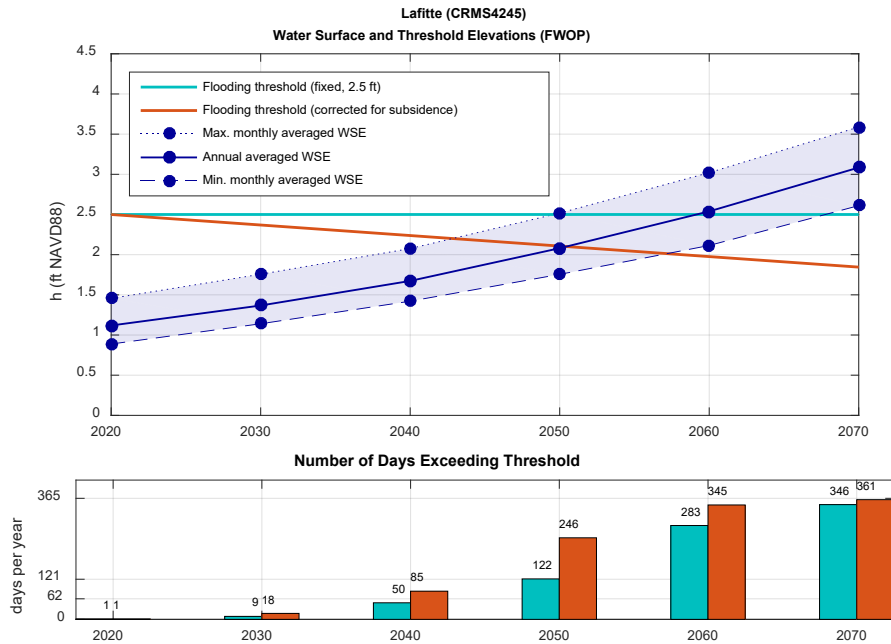 Lafitte (CRMS4245)
Water Surface and Threshold Elevations (FWOP)
4.5
4
3.5
3
2.5
2
1.5
1
0.5
0
h (ft NAVD88)
Flooding threshold (fixed, 2.5 ft)
Flooding threshold (corrected for subsidence)
Max. monthly averaged WSE
Annual averaged WSE
Min. monthly averaged WSE
2020 2030 2040 2050 2060 2070
Number of Days Exceeding Threshold
365
121
62
0
days per year
1 1 9 18 50 85 122 246 283 345 346 361
2020 2030 2040 2050 2060 2070